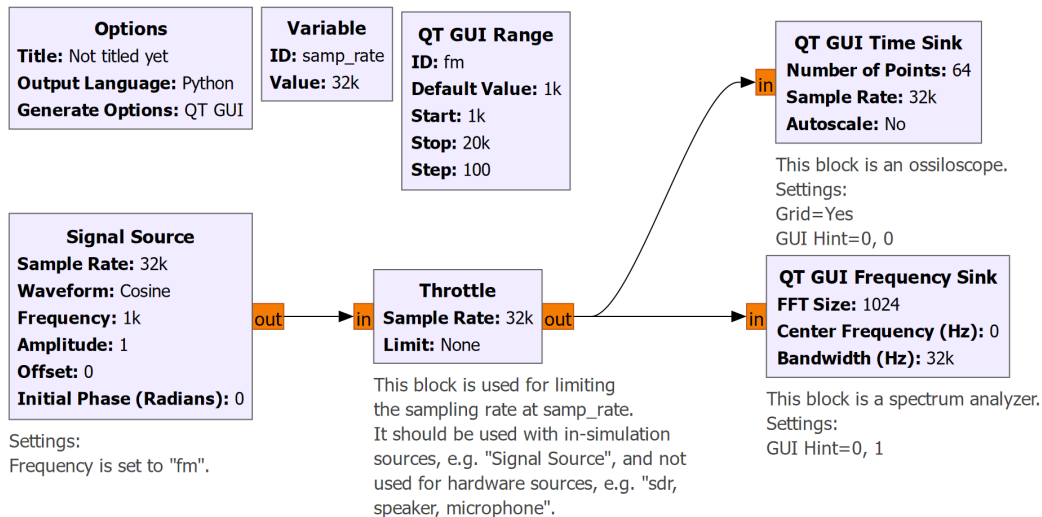 Options
Title: Not titled yet
Output Language: Python
Generate Options: QT GUI
Variable
ID: samp_rate
Value: 32k
QT GUI Range
ID: fm
Default Value: 1k
Start: 1k
Stop: 20k
Step: 100
QT GUI Time Sink
Number of Points: 64
Sample Rate: 32k
Autoscale: No
in
This block is an ossiloscope.
Settings:
Grid=Yes
GUI Hint=0, 0
Signal Source
Sample Rate: 32k
Waveform: Cosine
Frequency: 1k
Amplitude: 1
Offset: 0
Initial Phase (Radians): 0
out
Settings:
Frequency is set to "fm".
in
Throttle
Sample Rate: 32k
Limit: None
out
This block is used for limiting
the sampling rate at samp_rate.
It should be used with in-simulation
sources, e.g. "Signal Source", and not
used for hardware sources, e.g. "sdr,
speaker, microphone".
in
QT GUI Frequency Sink
FFT Size: 1024
Center Frequency (Hz): 0
Bandwidth (Hz): 32k
This block is a spectrum analyzer.
Settings:
GUI Hint=0, 1